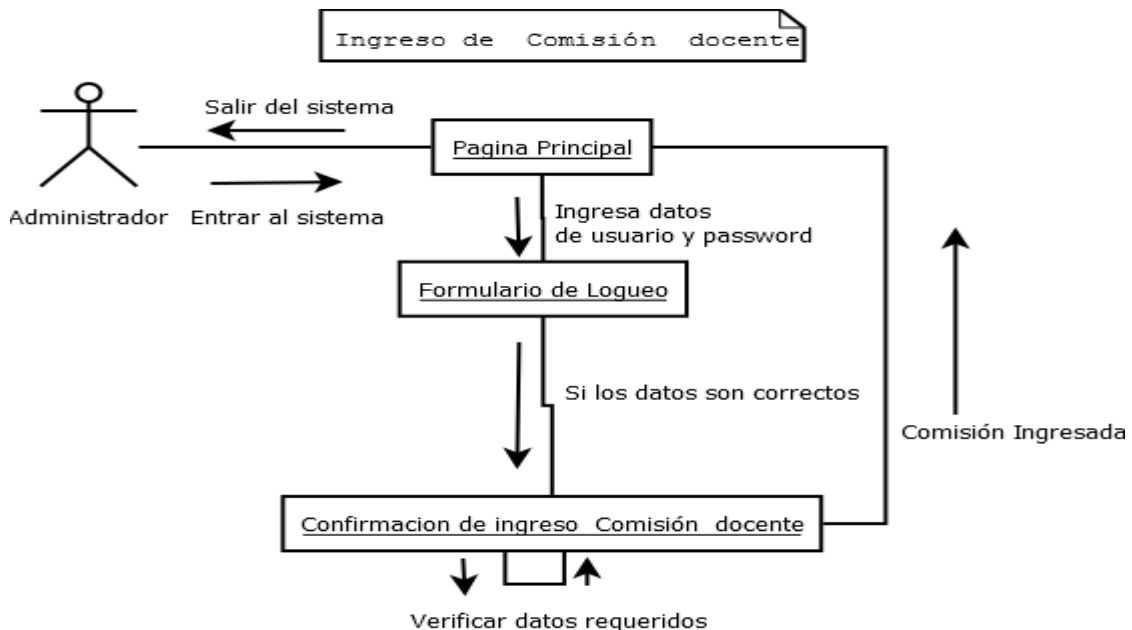 Ingreso de Comisión docente
Salir del sistema
Pagina Principal
Administrador
Entrar al sistema
Ingresa datos
de usuario y password
Formulario de Logueo
Si los datos son correctos
Comisión Ingresada
Confirmacion de ingreso Comisión docente
Verificar datos requeridos